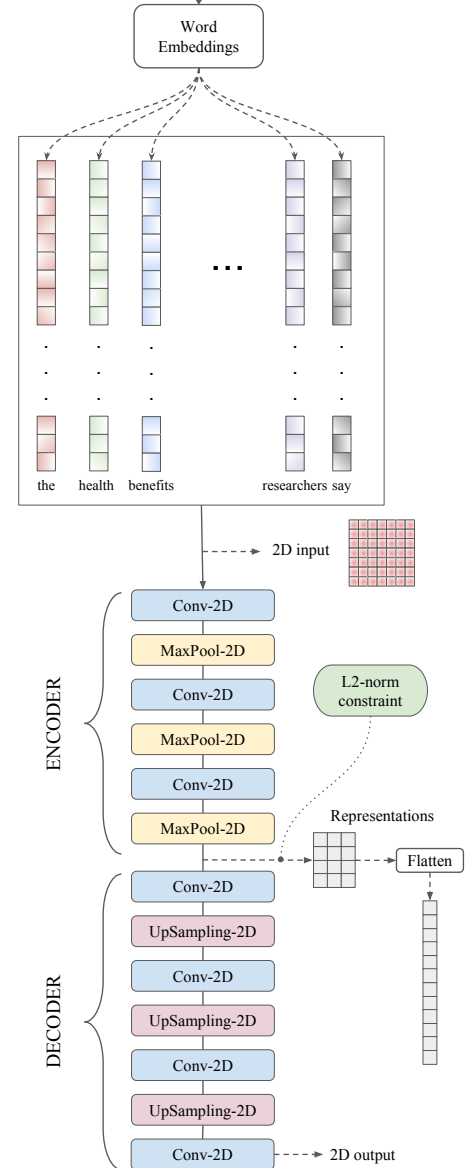 Word
Embeddings
...
. . . . .
. . . . .
. . . . .
the health benefits researchers say
2D input
Conv-2D
MaxPool-2D
Conv-2D
MaxPool-2D
Conv-2D
MaxPool-2D
ENCODER
L2-norm
constraint
Representations
Flatten
Conv-2D
UpSampling-2D
Conv-2D
UpSampling-2D
Conv-2D
UpSampling-2D
Conv-2D
DECODER
2D output